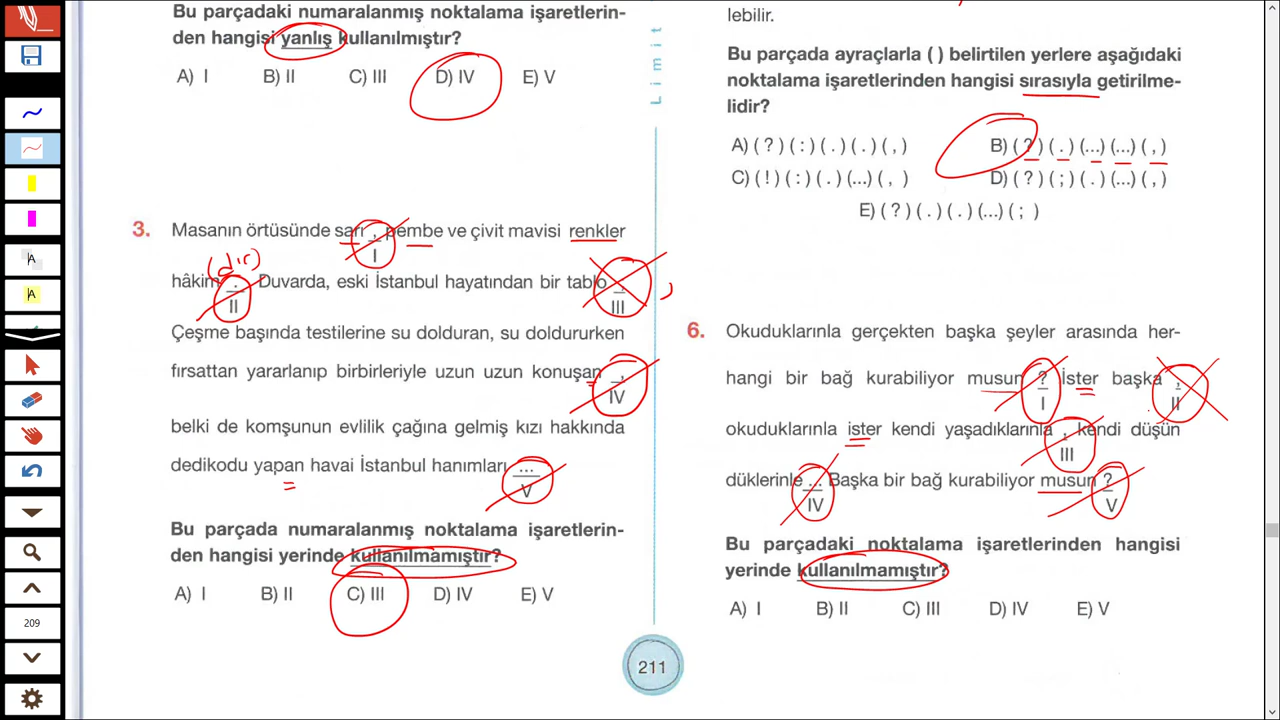 Bu parçadaki numaralanmış noktalama işaretlerin-
den hangisi yanlış kullanılmıştır?
A) I B) II C) III D) IV E) V
3. Masanın örtüsünde sarı , pembe ve çivit mavisi renkler
I
(dır)
hâkim . Duvarda, eski İstanbul hayatından bir tablo
II III ,
Çeşme başında testilerine su dolduran, su doldururken
fırsattan yararlanıp birbirleriyle uzun uzun konuşan ,
IV
belki de komşunun evlilik çağına gelmiş kızı hakkında
dedikodu yapan havai İstanbul hanımları ...
V
Bu parçada numaralanmış noktalama işaretlerin-
den hangisi yerinde kullanılmamıştır?
A) I B) II C) III D) IV E) V
Limit
211
lebilir.
Bu parçada ayraçlarla ( ) belirtilen yerlere aşağıdaki
noktalama işaretlerinden hangisi sırasıyla getirilme-
lidir?
A) ( ? ) ( : ) ( . ) ( . ) ( , ) B) ( ? ) ( . ) (...) (...) ( , )
C) ( ! ) ( : ) ( . ) (...) ( , ) D) ( ? ) ( ; ) ( . ) (...) ( , )
E) ( ? ) ( . ) ( . ) (...) ( ; )
6. Okuduklarınla gerçekten başka şeyler arasında her-
hangi bir bağ kurabiliyor musun ? İster başka ,
I II
okuduklarınla ister kendi yaşadıklarınla , kendi düşün
III
düklerinle ... Başka bir bağ kurabiliyor musun ?
IV V
Bu parçadaki noktalama işaretlerinden hangisi
yerinde kullanılmamıştır?
A) I B) II C) III D) IV E) V
A
A
209